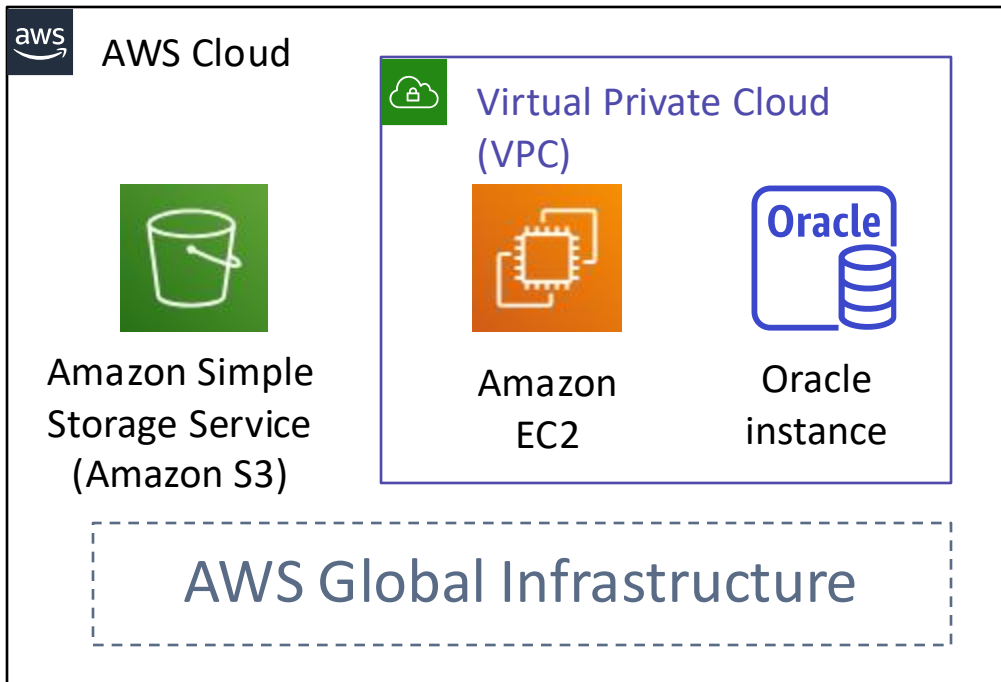 aws
AWS Cloud
Virtual Private Cloud
(VPC)
Oracle
Amazon Simple
Storage Service
(Amazon S3)
Amazon
EC2
Oracle
instance
AWS Global Infrastructure